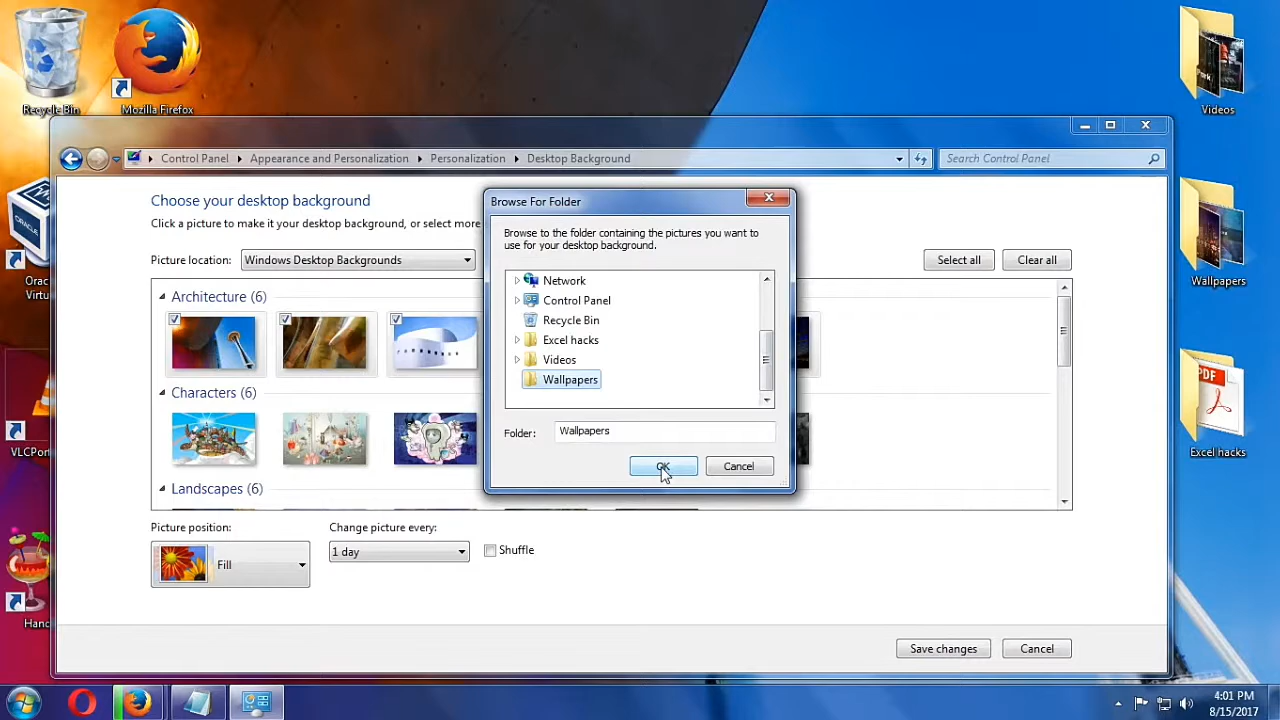 Recycle Bin
Mozilla Firefox
Videos
Control Panel
Appearance and Personalization
Personalization
Desktop Background
Search Control Panel
Choose your desktop background
Click a picture to make it your desktop background, or select more
Picture location:
Windows Desktop Backgrounds
Select all
Clear all
Architecture (6)
Characters (6)
Landscapes (6)
Browse For Folder
Browse to the folder containing the pictures you want to
use for your desktop background.
Network
Control Panel
Recycle Bin
Excel hacks
Videos
Wallpapers
Folder:
Wallpapers
OK
Cancel
Wallpapers
ORACLE
Orac
Virtu
VLCPort
PDF
Excel hacks
Picture position:
Fill
Change picture every:
1 day
Shuffle
Hand
Save changes
Cancel
4:01 PM
8/15/2017